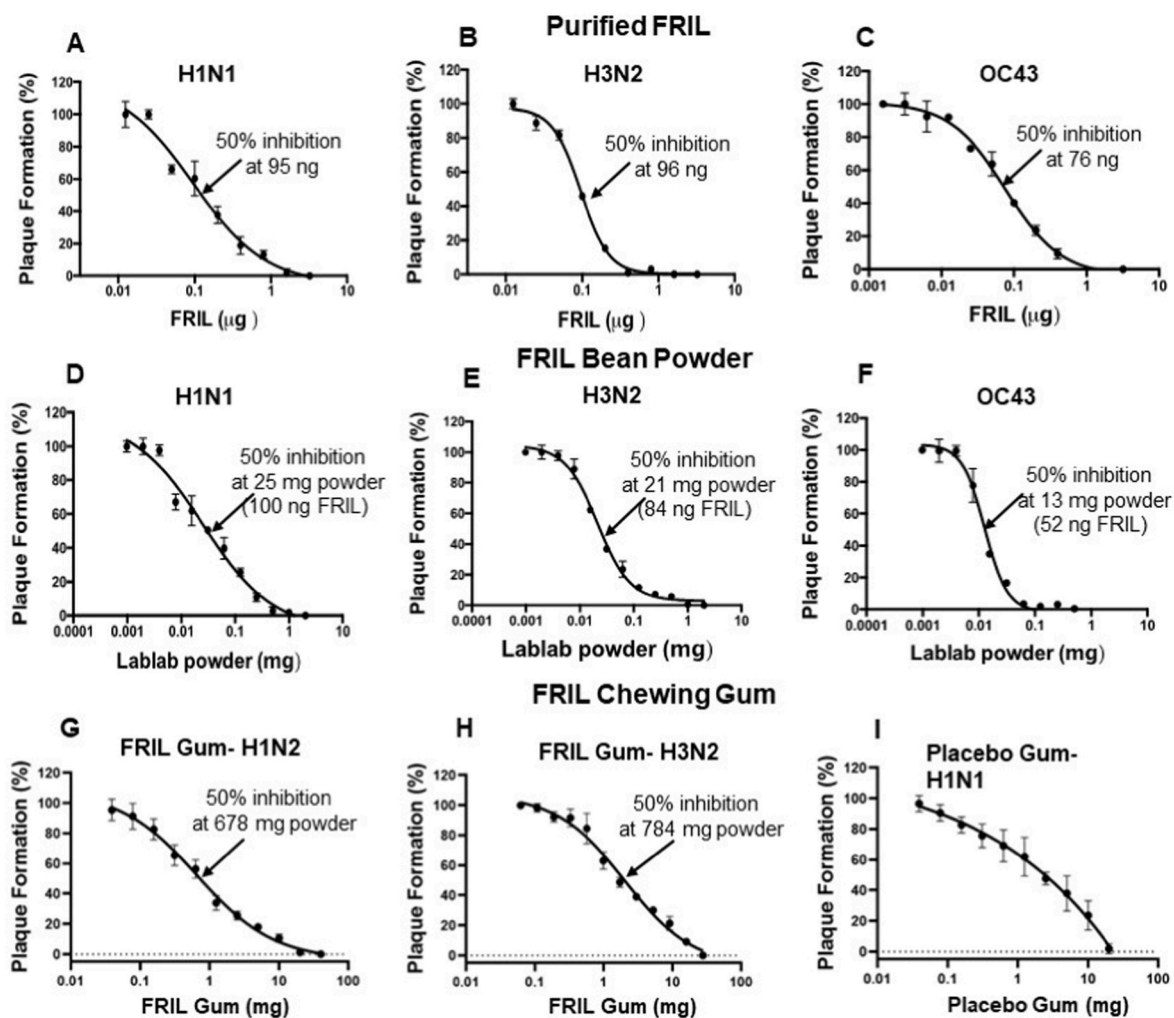 Purified FRIL
A
H1N1
Plaque Formation (%)
120
100
80
60
40
20
0
50% inhibition
at 95 ng
0.01
0.1
1
10
FRIL (µg )
B
H3N2
Plaque Formation (%)
120
100
80
60
40
20
0
50% inhibition
at 96 ng
0.01
0.1
1
10
FRIL (µg )
C
OC43
Plaque Formation (%)
120
100
80
60
40
20
0
50% inhibition
at 76 ng
0.001
0.01
0.1
1
10
FRIL (µg)
FRIL Bean Powder
D
H1N1
Plaque Formation (%)
120
100
80
60
40
20
0
50% inhibition
at 25 mg powder
(100 ng FRIL)
0.0001
0.001
0.01
0.1
1
10
Lablab powder (mg)
E
H3N2
Plaque Formation (%)
120
100
80
60
40
20
0
50% inhibition
at 21 mg powder
(84 ng FRIL)
0.0001
0.001
0.01
0.1
1
10
Lablab powder (mg)
F
OC43
Plaque Formation (%)
120
100
80
60
40
20
0
50% inhibition
at 13 mg powder
(52 ng FRIL)
0.0001
0.001
0.01
0.1
1
10
Lablab powder (mg)
FRIL Chewing Gum
G
FRIL Gum- H1N2
Plaque Formation (%)
120
100
80
60
40
20
0
50% inhibition
at 678 mg powder
0.01
0.1
1
10
100
FRIL Gum (mg)
H
FRIL Gum- H3N2
Plaque Formation (%)
120
100
80
60
40
20
0
50% inhibition
at 784 mg powder
0.01
0.1
1
10
100
FRIL Gum (mg)
I
Placebo Gum-
H1N1
Plaque Formation (%)
120
100
80
60
40
20
0
0.01
0.1
1
10
100
Placebo Gum (mg)